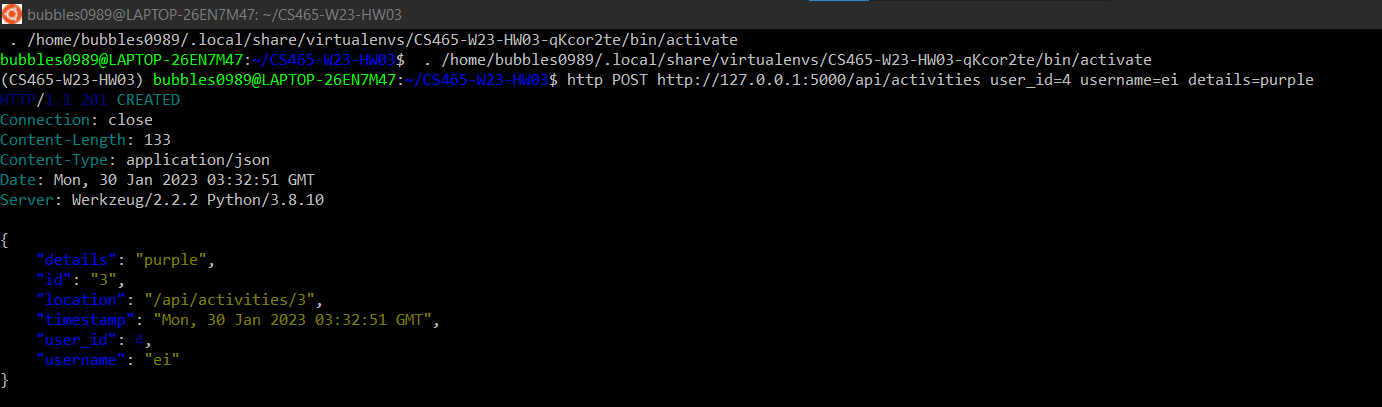 bubbles0989@LAPTOP-26EN7M47: ~/CS465-W23-HW03
. /home/bubbles0989/.local/share/virtualenvs/CS465-W23-HW03-qKcor2te/bin/activate
bubbles0989@LAPTOP-26EN7M47:~/CS465-W23-HW03$  . /home/bubbles0989/.local/share/virtualenvs/CS465-W23-HW03-qKcor2te/bin/activate
(CS465-W23-HW03) bubbles0989@LAPTOP-26EN7M47:~/CS465-W23-HW03$ http POST http://127.0.0.1:5000/api/activities user_id=4 username=ei details=purple
HTTP/1.1 201 CREATED
Connection: close
Content-Length: 133
Content-Type: application/json
Date: Mon, 30 Jan 2023 03:32:51 GMT
Server: Werkzeug/2.2.2 Python/3.8.10
{
    "details": "purple",
    "id": "3",
    "location": "/api/activities/3",
    "timestamp": "Mon, 30 Jan 2023 03:32:51 GMT",
    "user_id": 4,
    "username": "ei"
}